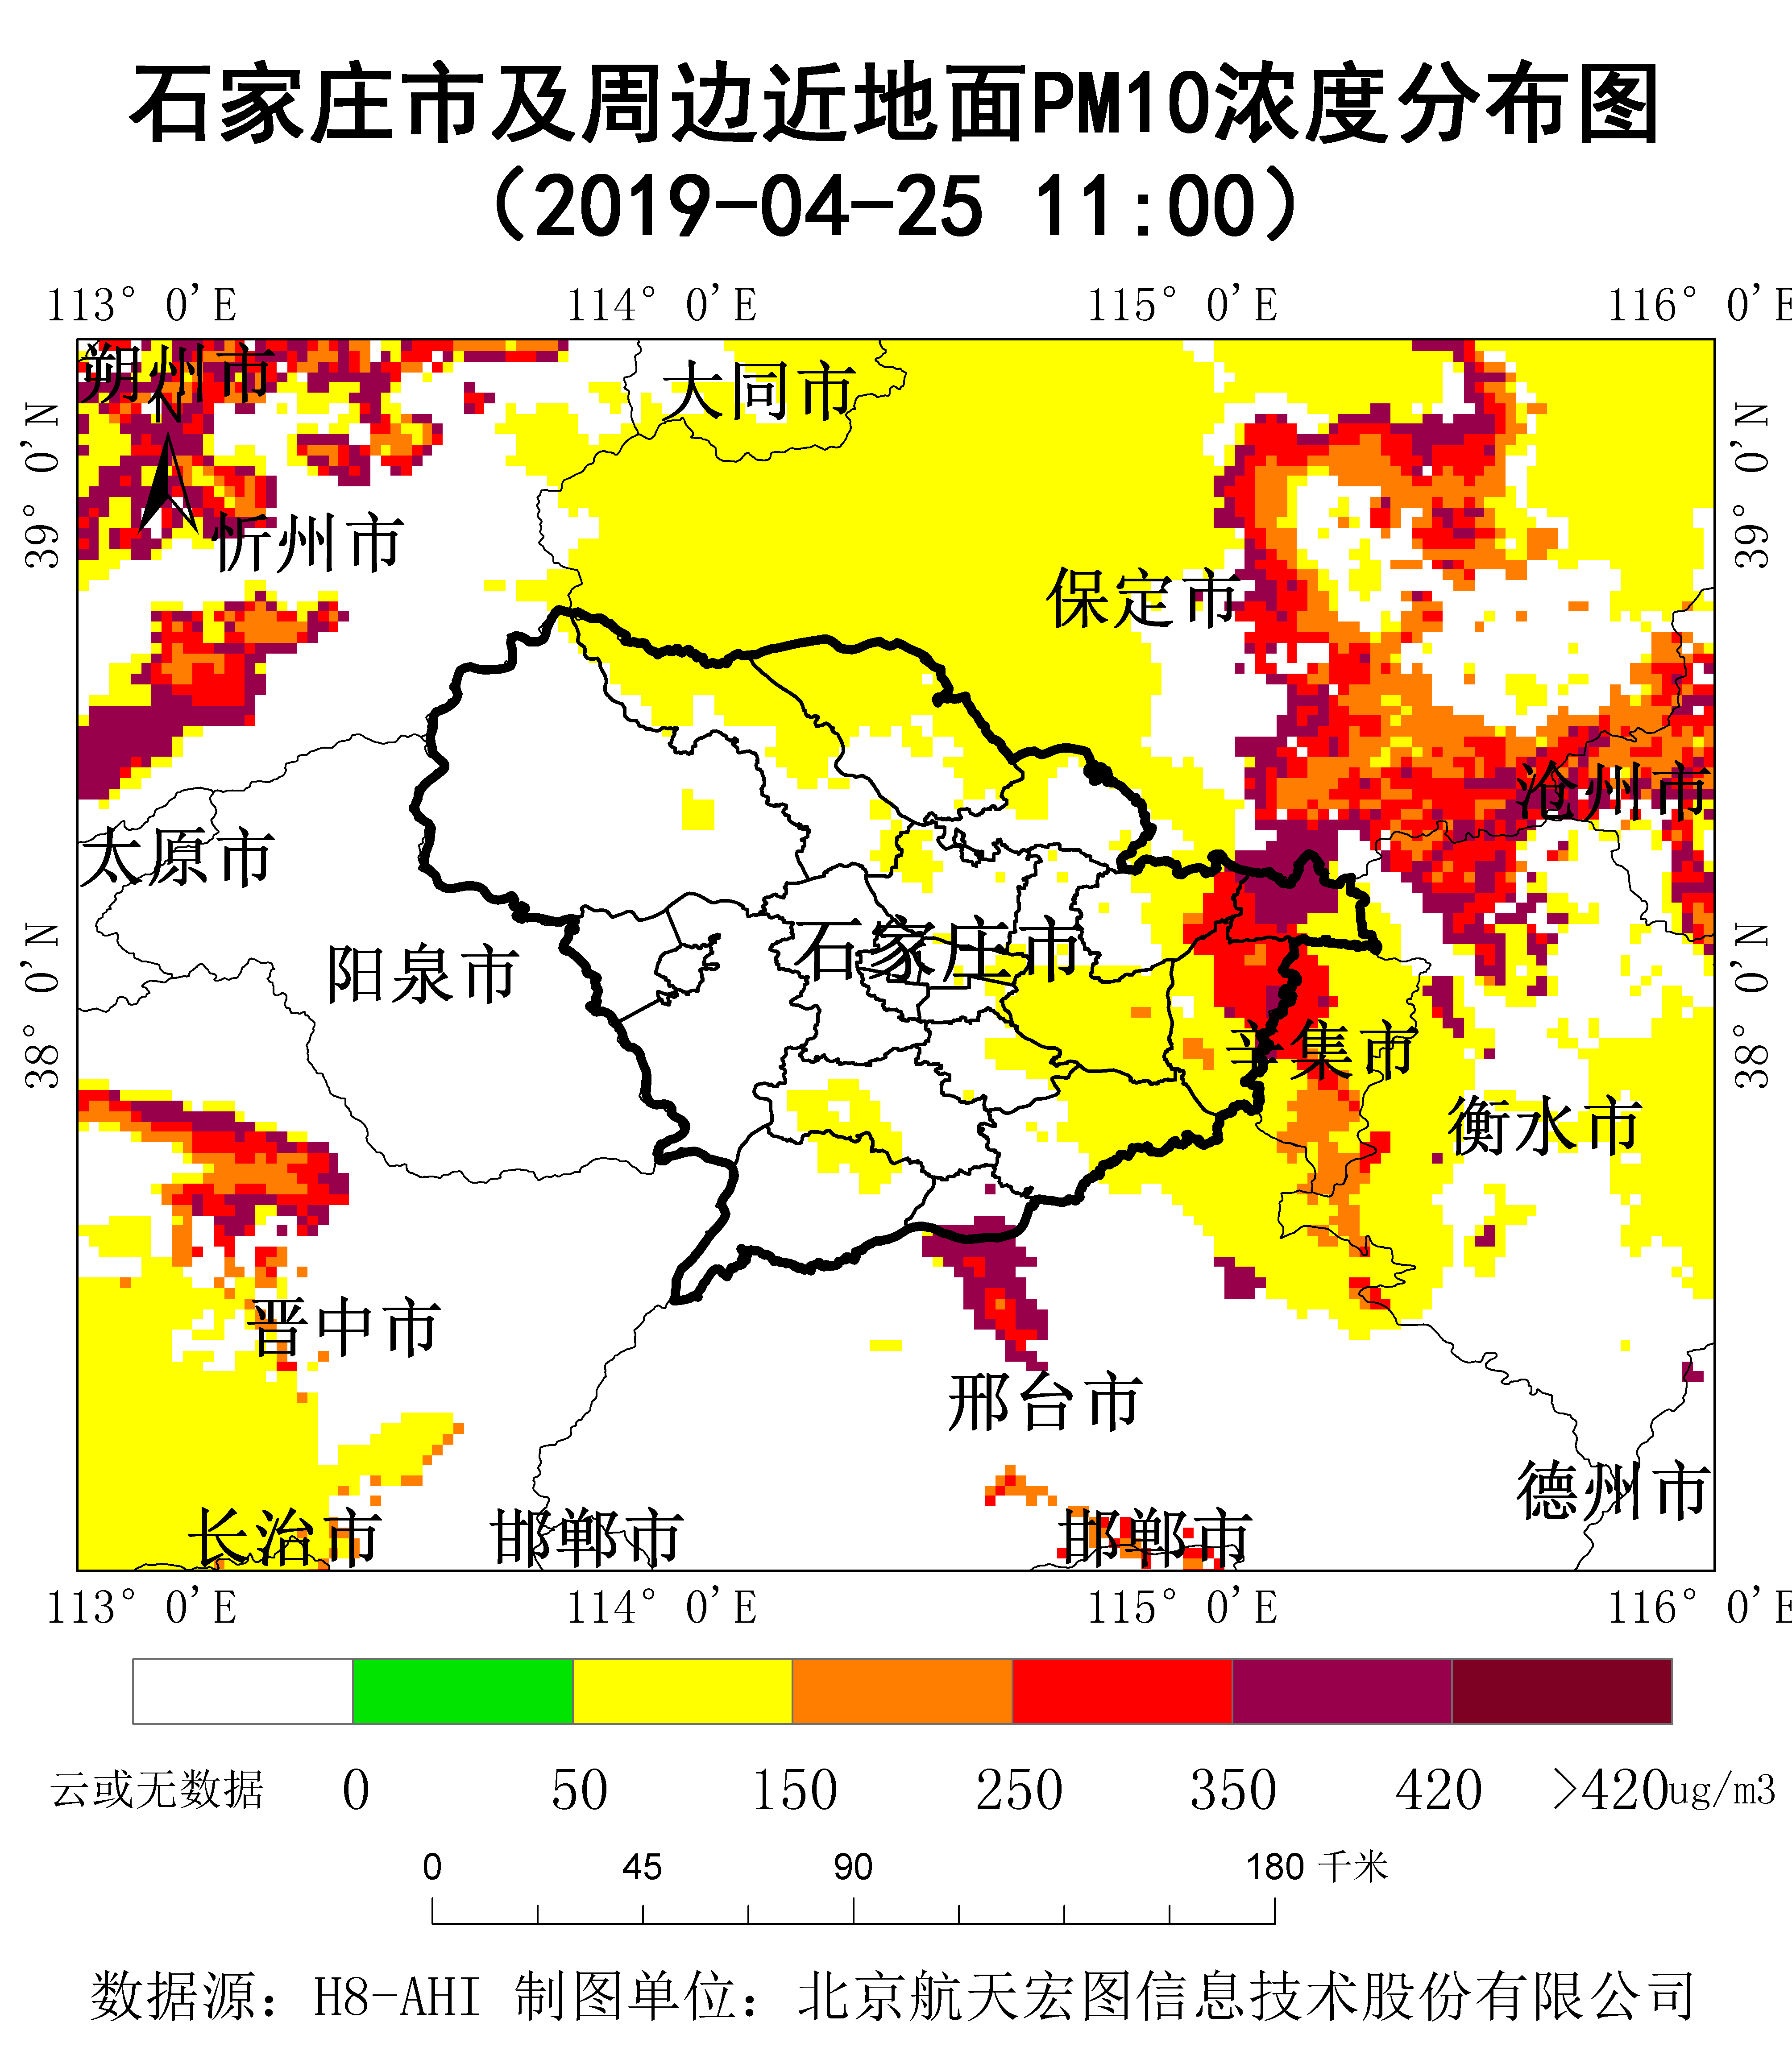 石家庄市及周边近地面PM10浓度分布图
（2019-04-25 11:00）
113° 0'E 114° 0'E 115° 0'E 116° 0'E
朔州市
大同市
N
39° 0'N
39° 0'N
忻州市
保定市
沧州市
太原市
石家庄市
阳泉市
38° 0'N
38° 0'N
辛集市
衡水市
晋中市
邢台市
德州市
长治市
邯郸市
邯郸市
113° 0'E 114° 0'E 115° 0'E 116° 0'E
云或无数据 0 50 150 250 350 420 >420ug/m3
0 45 90 180 千米
数据源：H8-AHI 制图单位：北京航天宏图信息技术股份有限公司